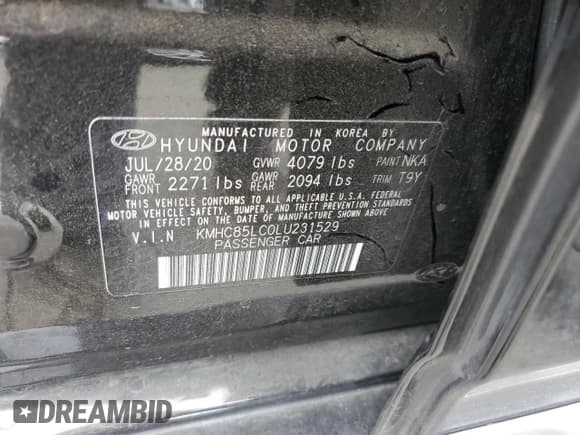 MANUFACTURED IN KOREA BY
HYUNDAI MOTOR COMPANY
JUL/28/20 GVWR 4079 lbs PAINT NKA
GAWR FRONT 2271 lbs GAWR REAR 2094 lbs TRIM T9Y
THIS VEHICLE CONFORMS TO ALL APPLICABLE U.S.A. FEDERAL
MOTOR VEHICLE SAFETY, BUMPER, AND THEFT PREVENTION STANDARDS
IN EFFECT ON THE DATE OF MANUFACTURE SHOWN ABOVE.
V.I.N KMHC85LC0LU231529
PASSENGER CAR
DREAMBID